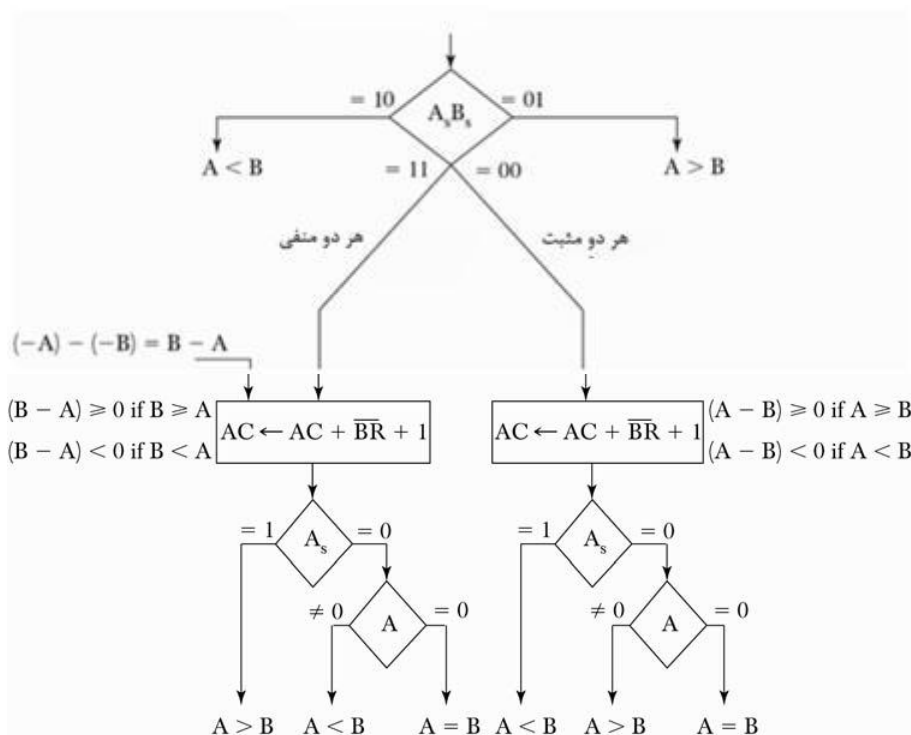 = 10
AₛBₛ
= 01
A < B
= 11
= 00
A > B
هر دو منفی
هر دو مثبت
(−A) − (−B) = B − A
(B − A) ⩾ 0 if B ⩾ A
(B − A) < 0 if B < A
AC ← AC + B̅R̅ + 1
AC ← AC + B̅R̅ + 1
(A − B) ⩾ 0 if A ⩾ B
(A − B) < 0 if A < B
= 1
Aₛ
= 0
= 1
Aₛ
= 0
≠ 0
A
= 0
≠ 0
A
= 0
A > B
A < B
A = B
A < B
A > B
A = B